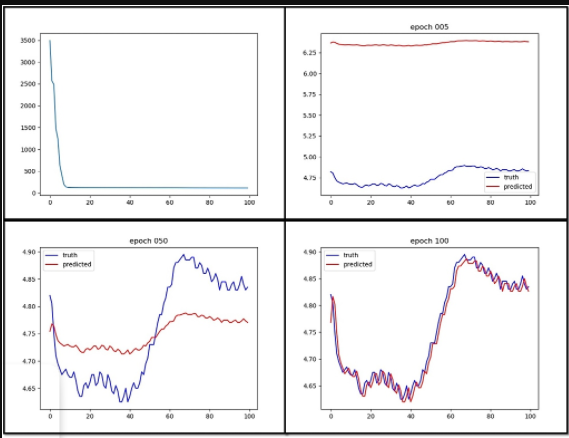 3500
3000
2500
2000
1500
1000
500
0
0 20 40 60 80 100
epoch 005
6.25
6.00
5.75
5.50
5.25
5.00
4.75
truth
predicted
0 20 40 60 80 100
epoch 050
truth
predicted
4.90
4.85
4.80
4.75
4.70
4.65
0 20 40 60 80 100
epoch 100
truth
predicted
4.90
4.85
4.80
4.75
4.70
4.65
0 20 40 60 80 100